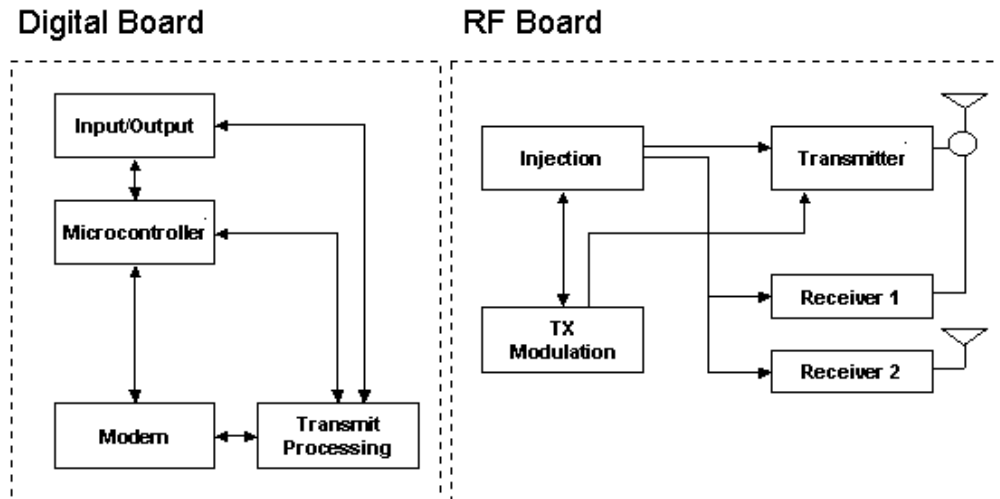 Digital Board
RF Board
Input/Output
Microcontroller
Modem
Transmit
Processing
Injection
Transmitter
TX
Modulation
Receiver 1
Receiver 2